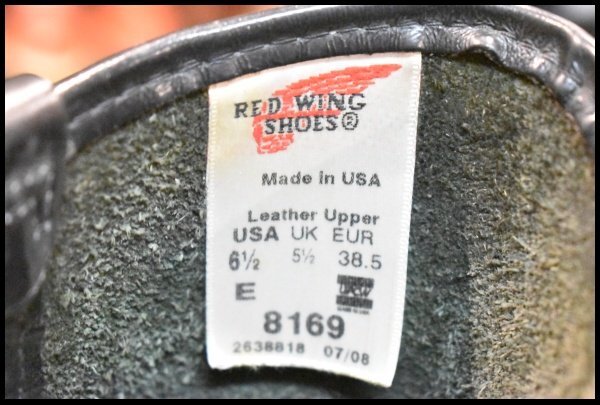 RED WING
SHOES®
Made in USA
Leather Upper
USA UK EUR
6½ 5½ 38.5
E
8169
2638818 07/08